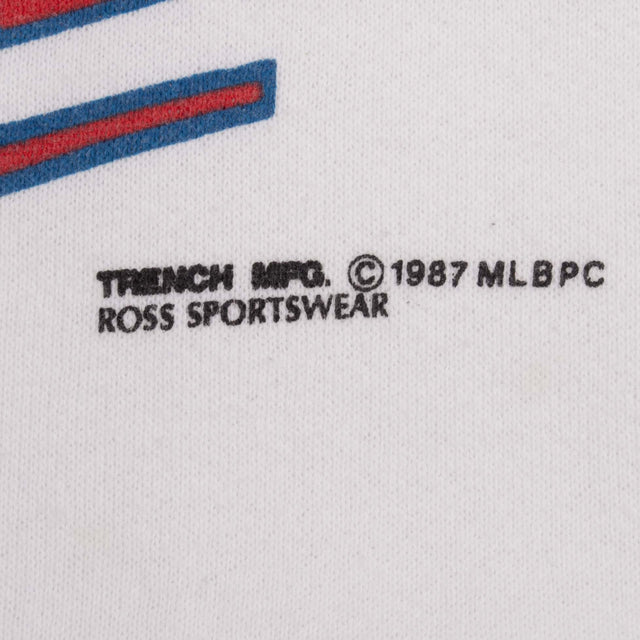 TRENCH MFG. © 1987 MLBPC
ROSS SPORTSWEAR